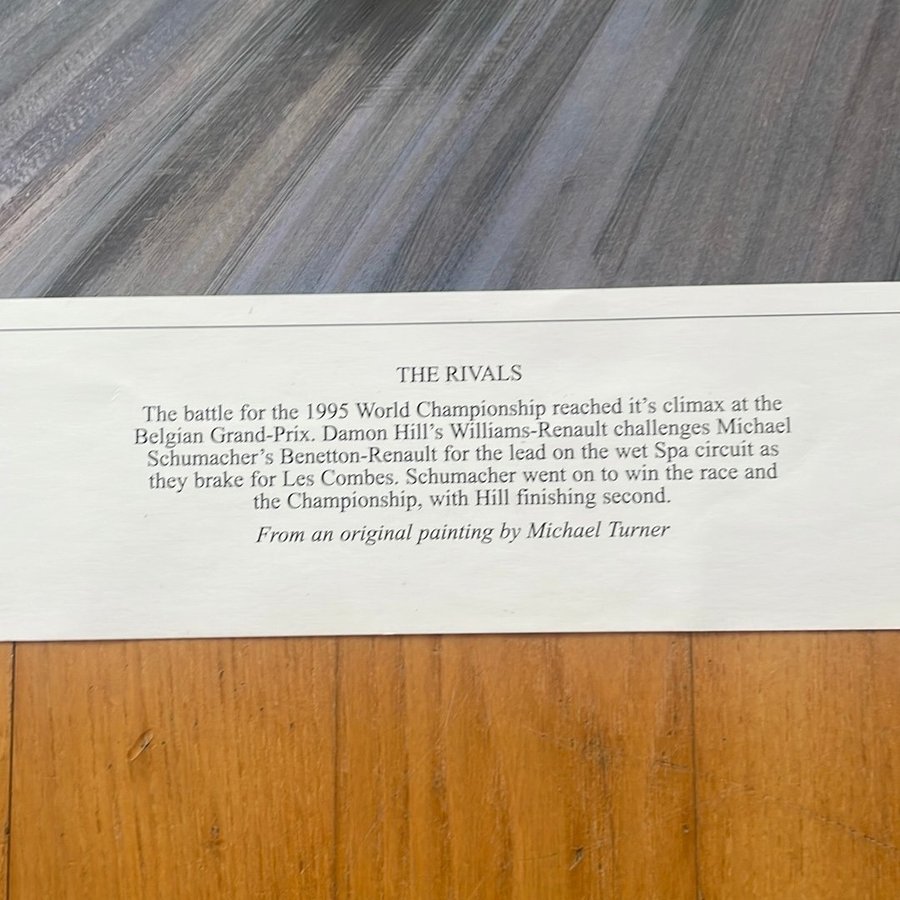 THE RIVALS
The battle for the 1995 World Championship reached it's climax at the
Belgian Grand-Prix. Damon Hill's Williams-Renault challenges Michael
Schumacher's Benetton-Renault for the lead on the wet Spa circuit as
they brake for Les Combes. Schumacher went on to win the race and
the Championship, with Hill finishing second.
From an original painting by Michael Turner